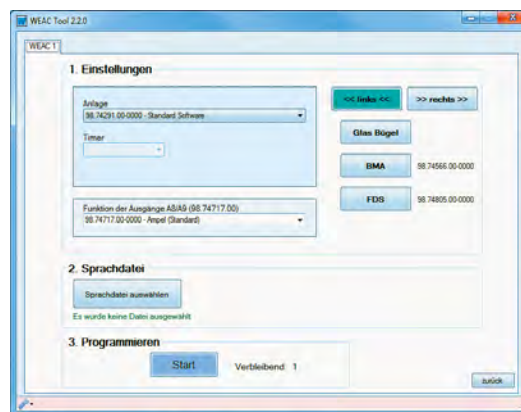 WEAC Tool 2.2.0
WEAC 1
1. Einstellungen
Anlage
98.74291.00-0000 - Standard Software
Timer
Funktion der Ausgänge A8/A9 (98.74717.00)
98.74717.00-0000 - Ampel (Standard)
<< links <<
>> rechts >>
Glas Bügel
BMA
98.74566.00-0000
FDS
98.74805.00-0000
2. Sprachdatei
Sprachdatei auswählen
Es wurde keine Datei ausgewählt
3. Programmieren
Start
Verbleibend 1
zurück